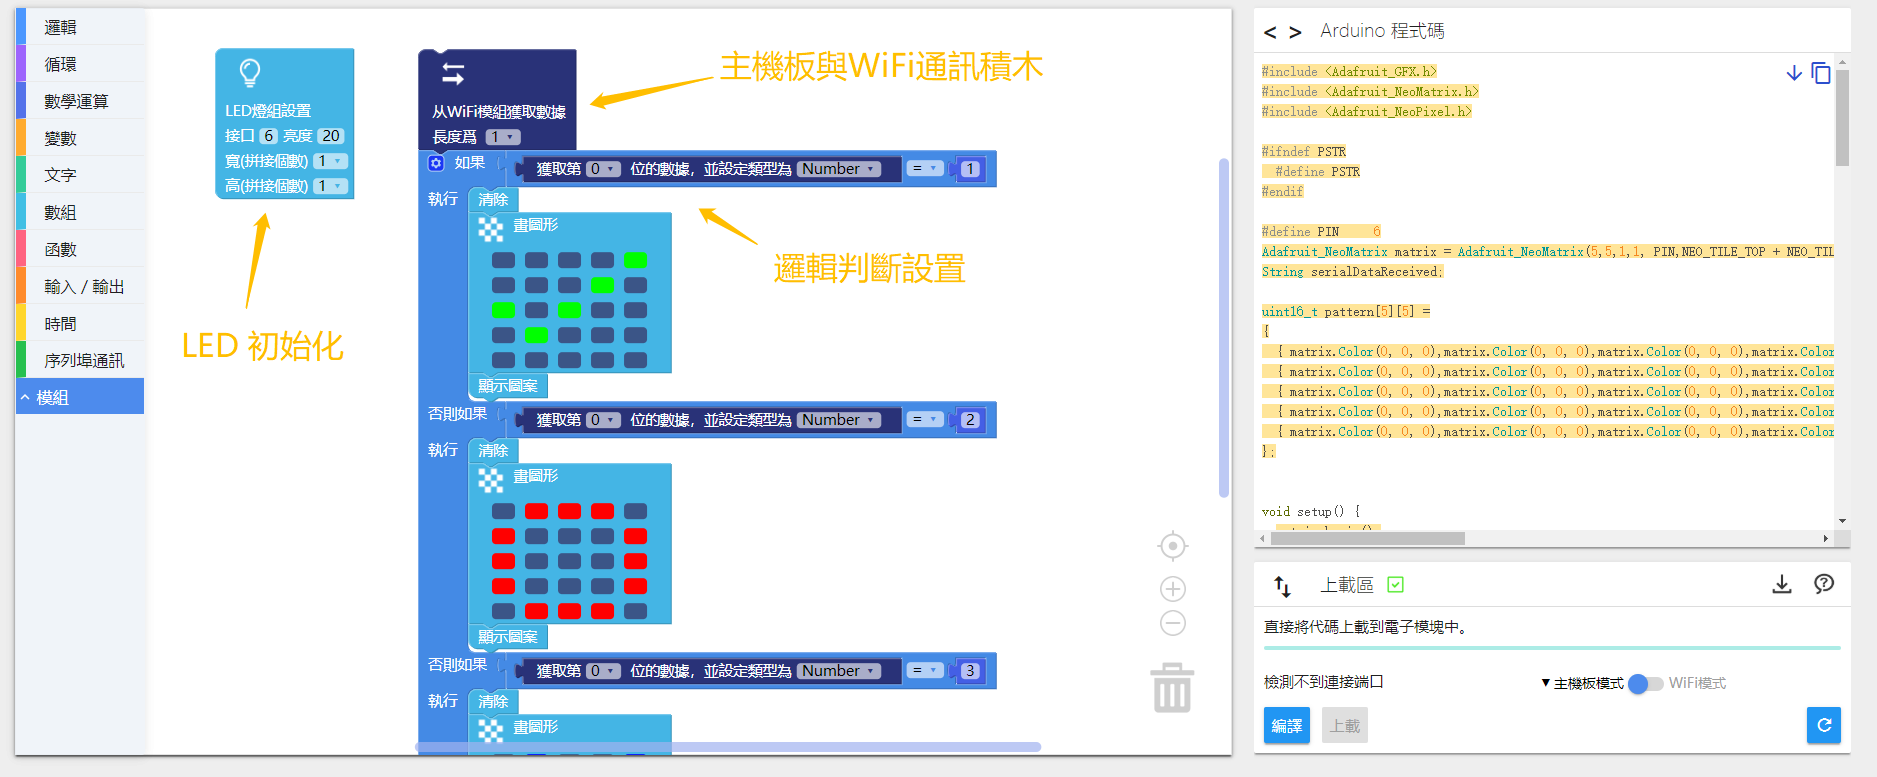 邏輯
循環
數學運算
變數
文字
數組
函數
輸入 / 輸出
時間
序列埠通訊
模組
LED燈組設置
接口 6 亮度 20
寬(拼接個數) 1
高(拼接個數) 1
LED 初始化
从WiFi模組獲取數據
長度爲 1
主機板與WiFi通訊積木
如果 獲取第 0 位的數據，並設定類型為 Number = 1
執行 清除
畫圖形
邏輯判斷設置
顯示圖案
否則如果 獲取第 0 位的數據，並設定類型為 Number = 2
執行 清除
畫圖形
顯示圖案
否則如果 獲取第 0 位的數據，並設定類型為 Number = 3
執行 清除
畫圖形
< > Arduino 程式碼
#include <Adafruit_GFX.h>
#include <Adafruit_NeoMatrix.h>
#include <Adafruit_NeoPixel.h>
#ifndef PSTR
#define PSTR
#endif
#define PIN 6
Adafruit_NeoMatrix matrix = Adafruit_NeoMatrix(5,5,1,1, PIN,NEO_TILE_TOP + NEO_TIL
String serialDataReceived;
uint16_t pattern[5][5] =
{
{ matrix.Color(0, 0, 0),matrix.Color(0, 0, 0),matrix.Color(0, 0, 0),matrix.Color
{ matrix.Color(0, 0, 0),matrix.Color(0, 0, 0),matrix.Color(0, 0, 0),matrix.Color
{ matrix.Color(0, 0, 0),matrix.Color(0, 0, 0),matrix.Color(0, 0, 0),matrix.Color
{ matrix.Color(0, 0, 0),matrix.Color(0, 0, 0),matrix.Color(0, 0, 0),matrix.Color
{ matrix.Color(0, 0, 0),matrix.Color(0, 0, 0),matrix.Color(0, 0, 0),matrix.Color
};
void setup() {
上載區
直接將代碼上載到電子模塊中。
檢測不到連接端口
▼主機板模式 WiFi模式
編譯 上載